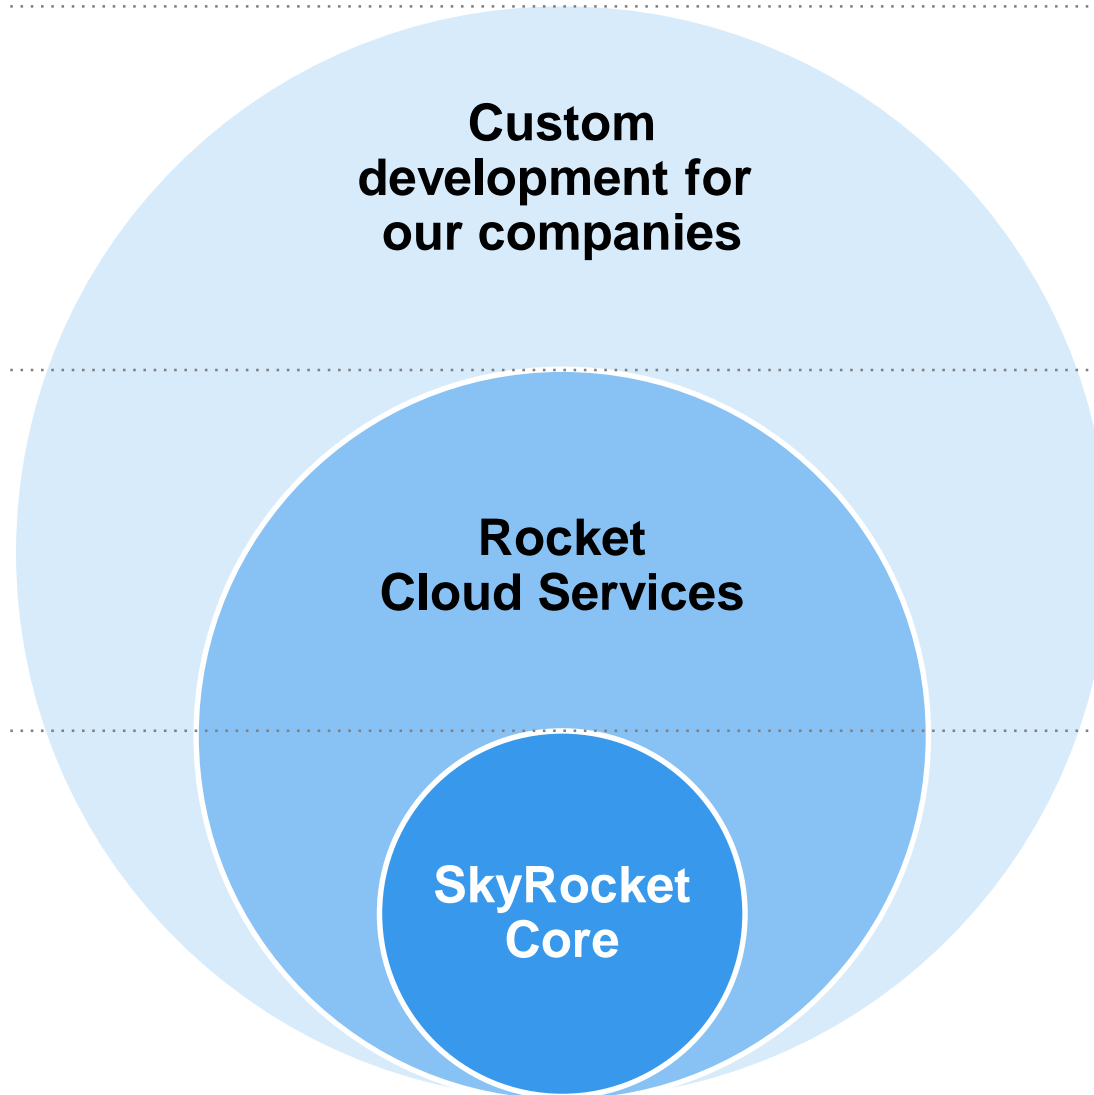 Custom
development for
our companies
Rocket
Cloud Services
SkyRocket
Core